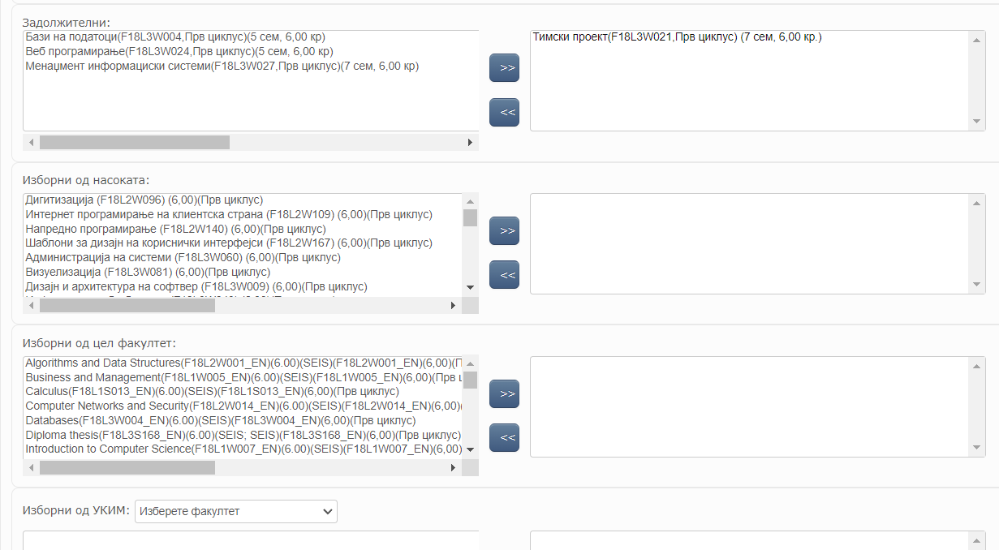 Задолжителни:
Бази на податоци(F18L3W004,Прв циклус)(5 сем, 6,00 кр)
Веб програмирање(F18L3W024,Прв циклус)(5 сем, 6,00 кр)
Менаџмент информациски системи(F18L3W027,Прв циклус)(7 сем, 6,00 кр)
>>
<<
Тимски проект(F18L3W021,Прв циклус) (7 сем, 6,00 кр.)
Изборни од насоката:
Дигитизација (F18L2W096) (6,00)(Прв циклус)
Интернет програмирање на клиентска страна (F18L2W109) (6,00)(Прв циклус)
Напредно програмирање (F18L2W140) (6,00)(Прв циклус)
Шаблони за дизајн на кориснички интерфејси (F18L2W167) (6,00)(Прв циклус)
Администрација на системи (F18L3W060) (6,00)(Прв циклус)
Визуелизација (F18L3W081) (6,00)(Прв циклус)
Дизајн и архитектура на софтвер (F18L3W009) (6,00)(Прв циклус)
>>
<<
Изборни од цел факултет:
Algorithms and Data Structures(F18L2W001_EN)(6.00)(SEIS)(F18L2W001_EN)(6,00)(П
Business and Management(F18L1W005_EN)(6.00)(SEIS)(F18L1W005_EN)(6,00)(Прв ц
Calculus(F18L1S013_EN)(6.00)(SEIS)(F18L1S013_EN)(6,00)(Прв циклус)
Computer Networks and Security(F18L2W014_EN)(6.00)(SEIS)(F18L2W014_EN)(6,00)(
Databases(F18L3W004_EN)(6.00)(SEIS)(F18L3W004_EN)(6,00)(Прв циклус)
Diploma thesis(F18L3S168_EN)(6.00)(SEIS; SEIS)(F18L3S168_EN)(6,00)(Прв циклус)
Introduction to Computer Science(F18L1W007_EN)(6.00)(SEIS)(F18L1W007_EN)(6,00)
>>
<<
Изборни од УКИМ: Изберете факултет